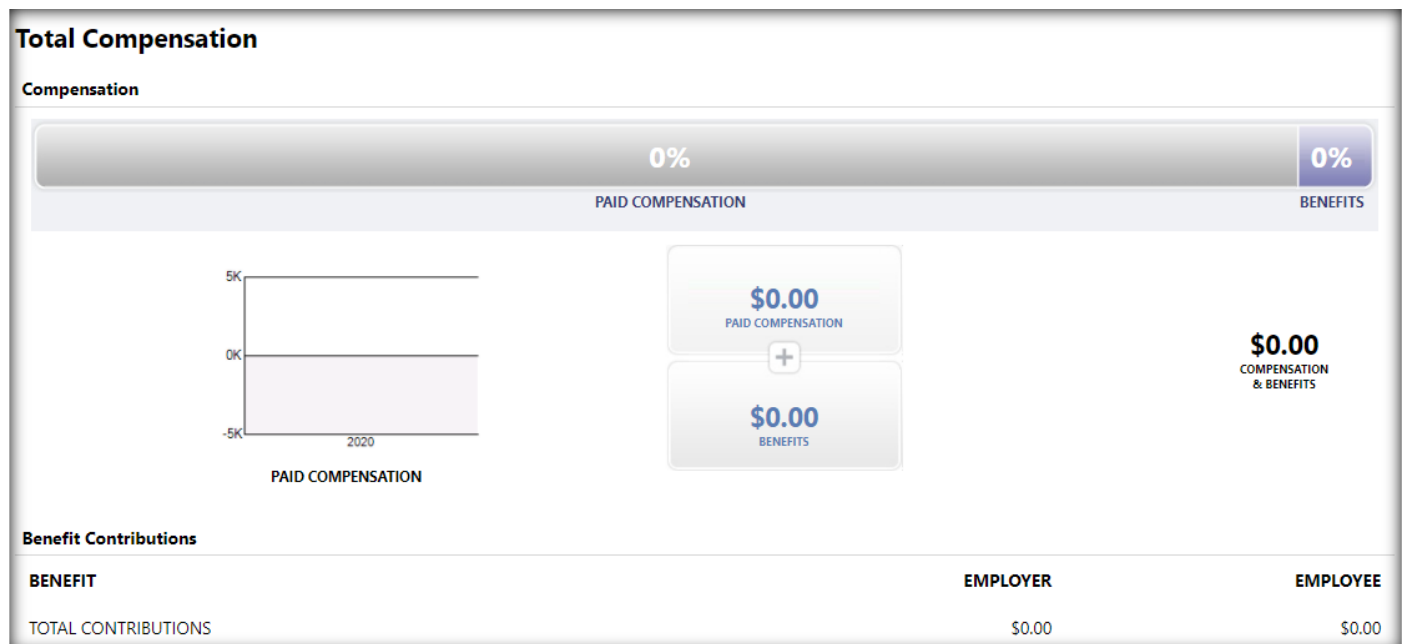 Total Compensation
Compensation
0% 0%
PAID COMPENSATION BENEFITS
5K
0K
-5K
2020
PAID COMPENSATION
$0.00
PAID COMPENSATION
+
$0.00
BENEFITS
$0.00
COMPENSATION
& BENEFITS
Benefit Contributions
BENEFIT EMPLOYER EMPLOYEE
TOTAL CONTRIBUTIONS $0.00 $0.00